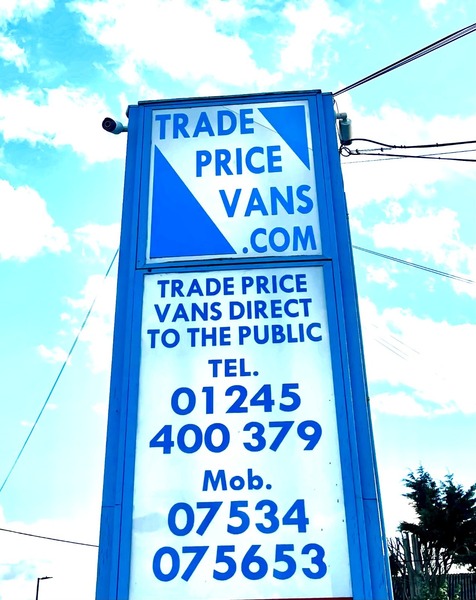 TRADE
PRICE
VANS
.COM
TRADE PRICE
VANS DIRECT
TO THE PUBLIC
TEL.
01245
400 379
Mob.
07534
075653